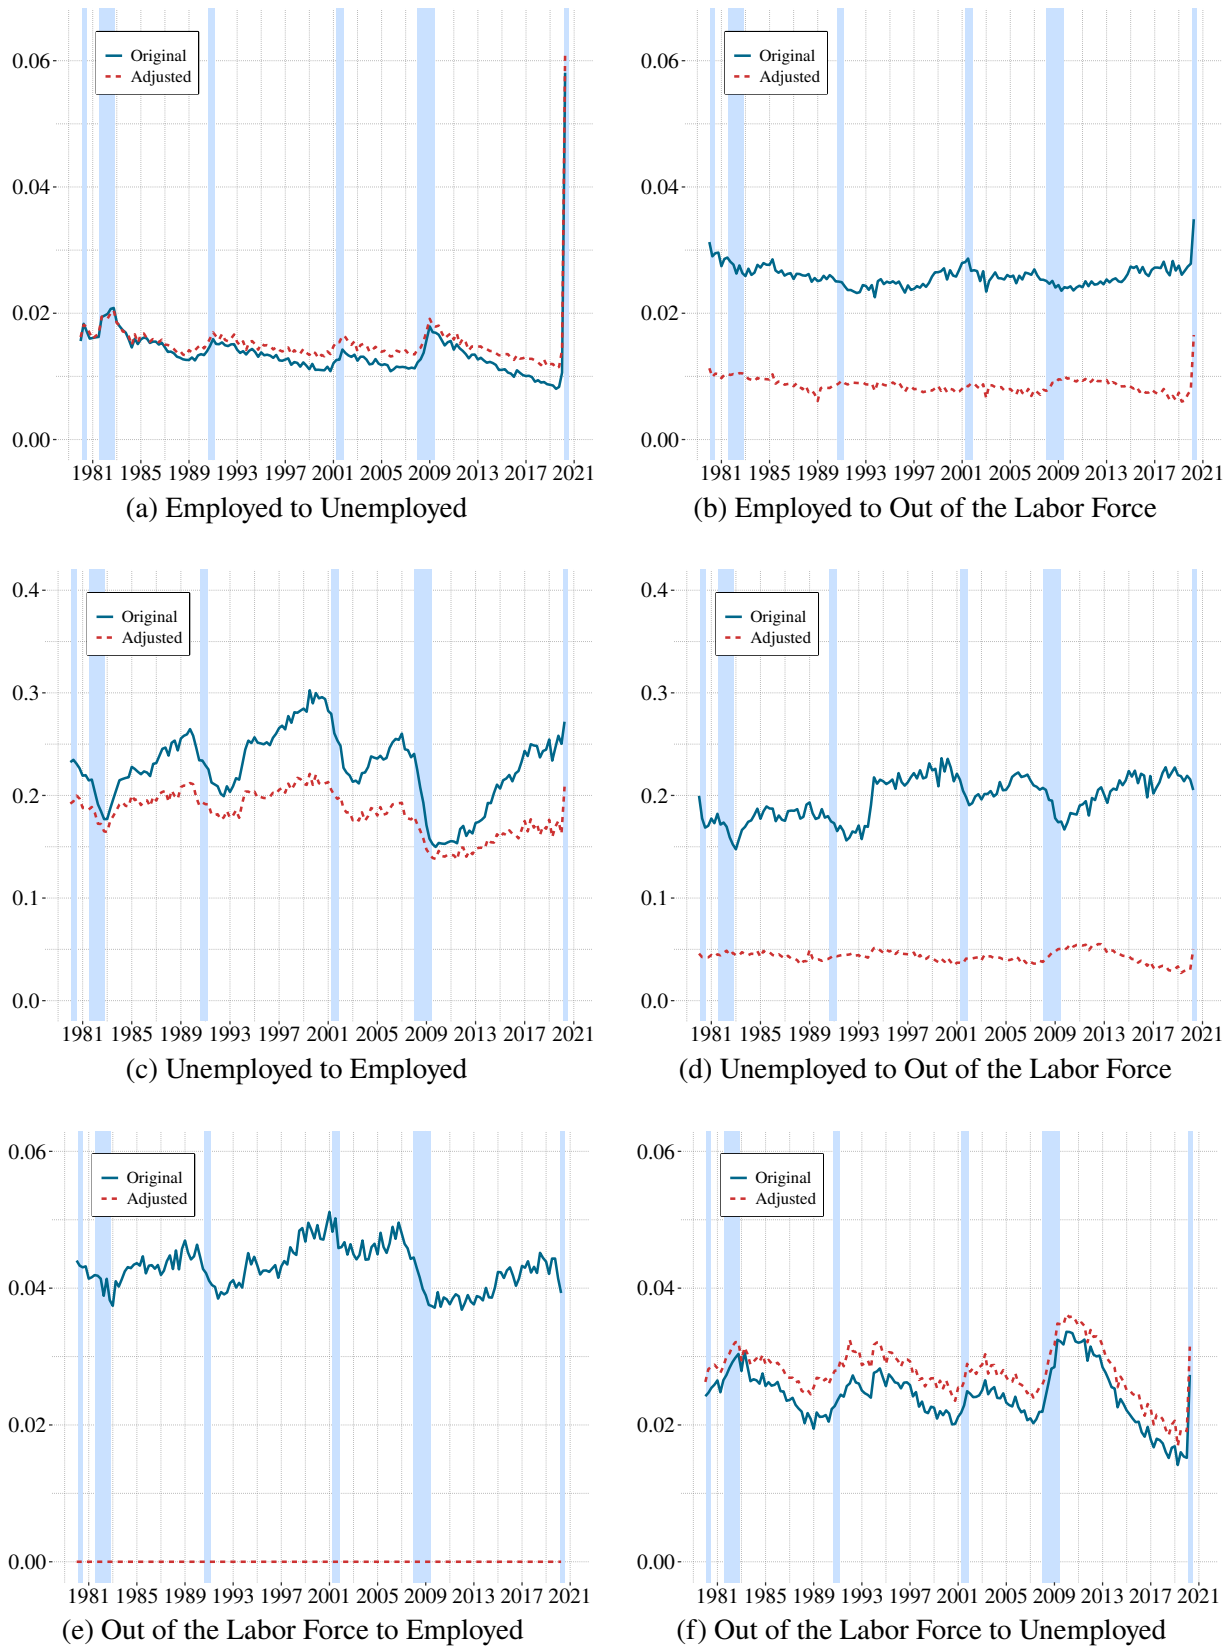 0.06
0.04
0.02
0.00
Original
Adjusted
1981 1985 1989 1993 1997 2001 2005 2009 2013 2017 2021
(a) Employed to Unemployed
0.06
0.04
0.02
0.00
Original
Adjusted
1981 1985 1989 1993 1997 2001 2005 2009 2013 2017 2021
(b) Employed to Out of the Labor Force
0.4
0.3
0.2
0.1
0.0
Original
Adjusted
1981 1985 1989 1993 1997 2001 2005 2009 2013 2017 2021
(c) Unemployed to Employed
0.4
0.3
0.2
0.1
0.0
Original
Adjusted
1981 1985 1989 1993 1997 2001 2005 2009 2013 2017 2021
(d) Unemployed to Out of the Labor Force
0.06
0.04
0.02
0.00
Original
Adjusted
1981 1985 1989 1993 1997 2001 2005 2009 2013 2017 2021
(e) Out of the Labor Force to Employed
0.06
0.04
0.02
0.00
Original
Adjusted
1981 1985 1989 1993 1997 2001 2005 2009 2013 2017 2021
(f) Out of the Labor Force to Unemployed